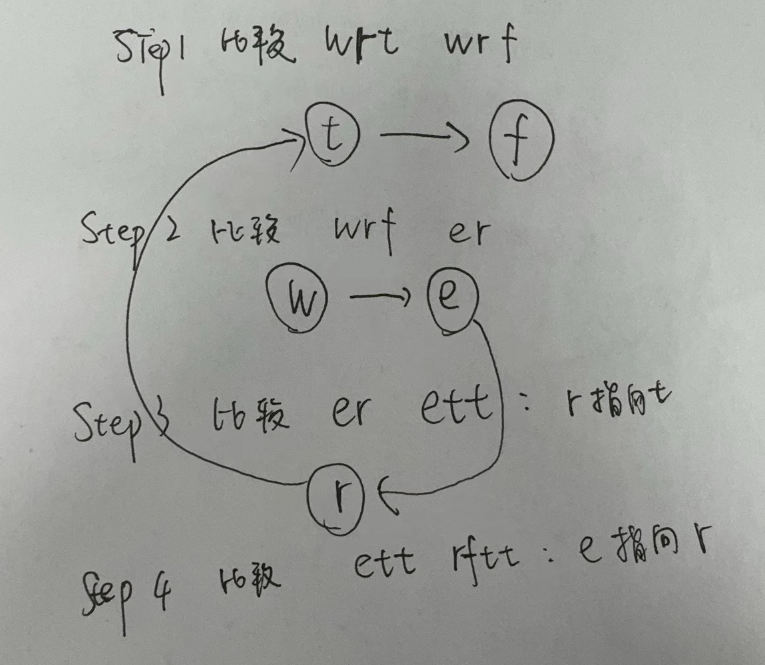 Step1 比较 wrt wrf
t f
Step 2 比较 wrf er
w e
Step 3 比较 er ett : r指向t
r
Step 4 比较 ett rftt : e指向r